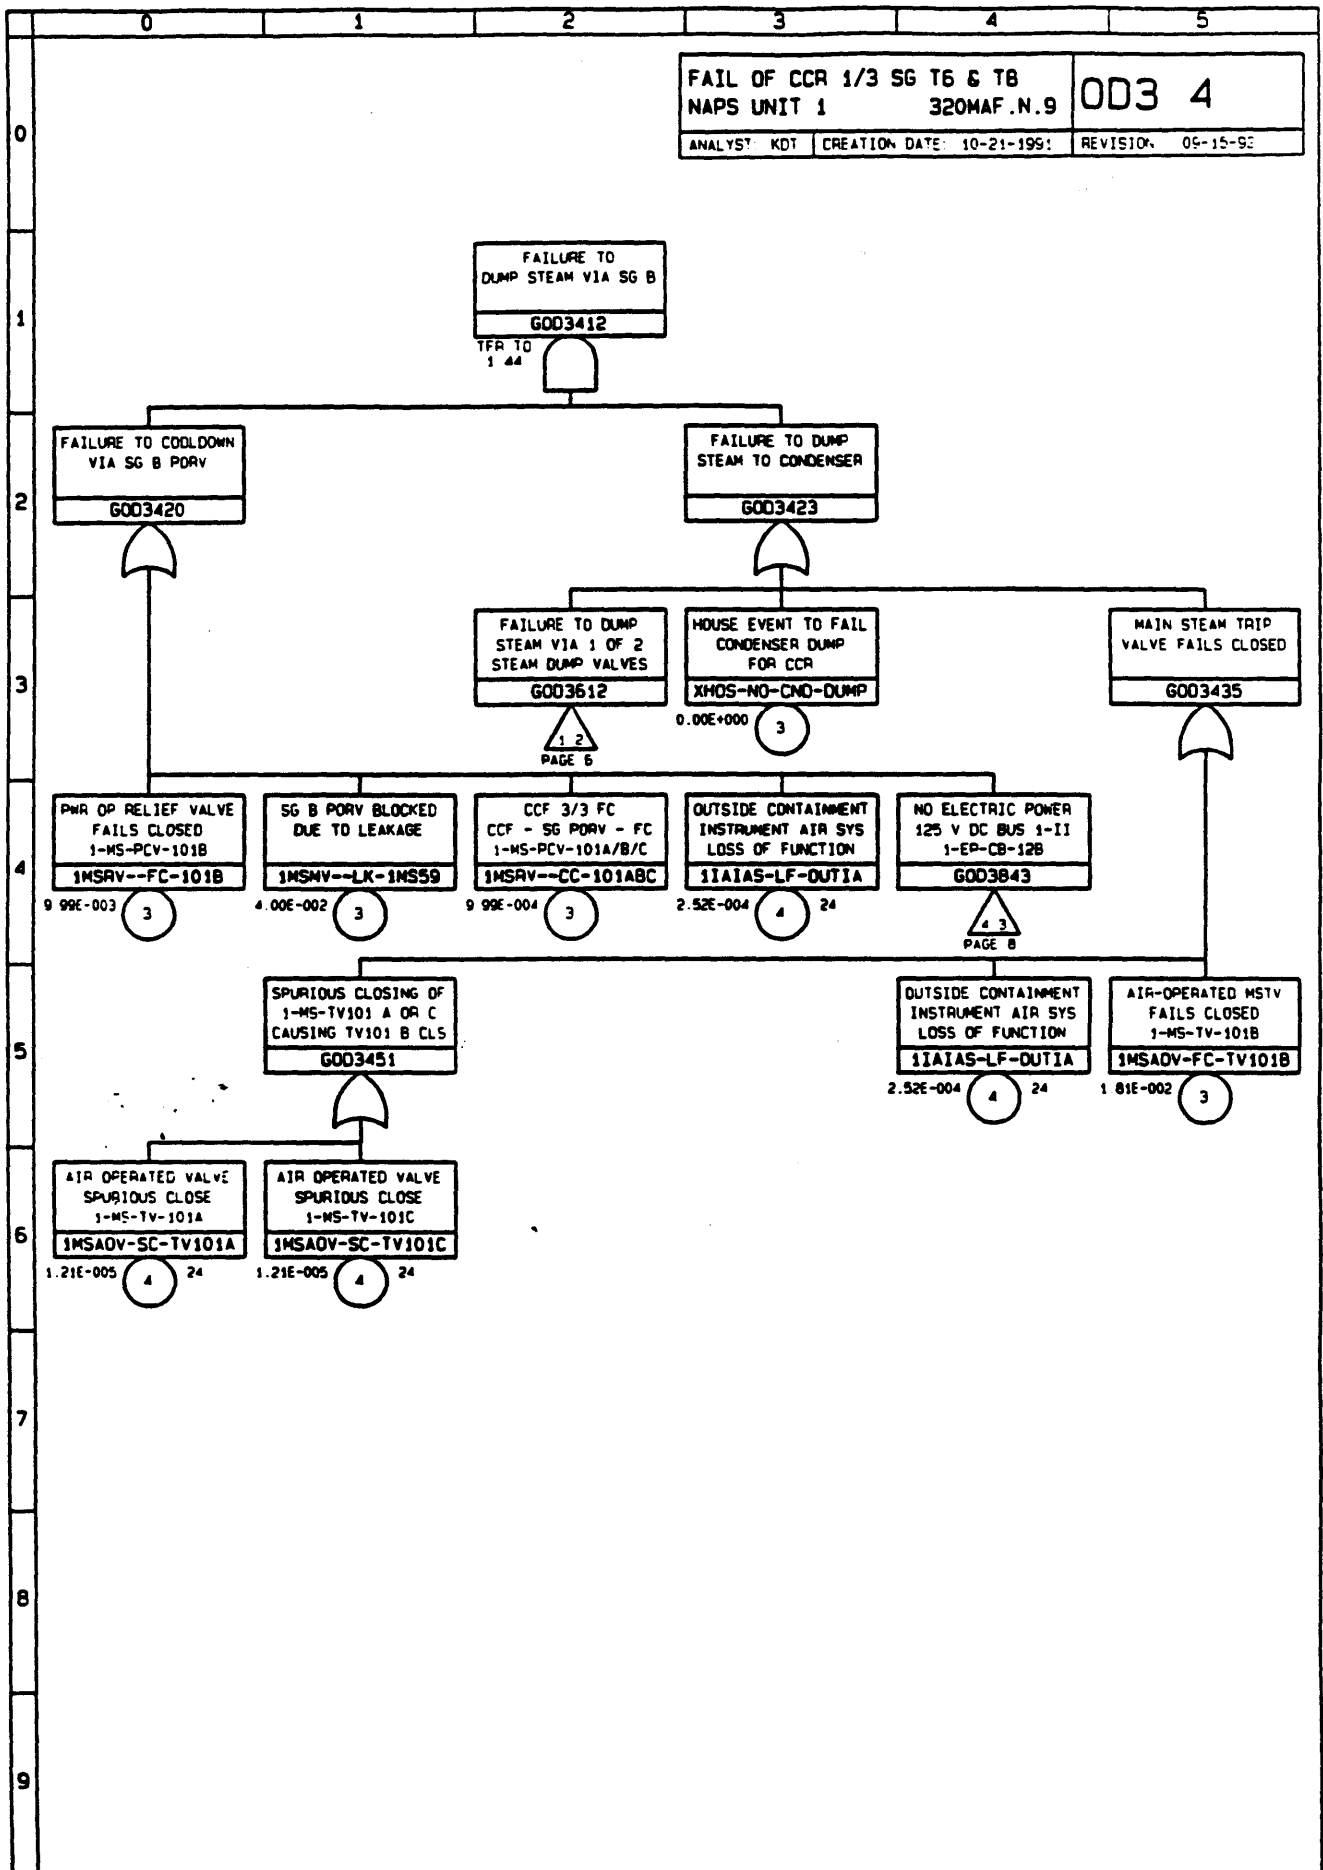 0 1 2 3 4 5
FAIL OF CCR 1/3 SG T6 & T8
NAPS UNIT 1 320MAF.N.9
OD3 4
ANALYST: KDT CREATION DATE: 10-21-1991 REVISION:
0
FAILURE TO
DUMP STEAM VIA SG B
GOD3412
TFR TO
1 44
1
FAILURE TO COOLDOWN
VIA SG B PORV
GOD3420
FAILURE TO DUMP
STEAM TO CONDENSER
GOD3423
2
FAILURE TO DUMP
STEAM VIA 1 OF 2
STEAM DUMP VALVES
GOD3612
1 2
PAGE 6
HOUSE EVENT TO FAIL
CONDENSER DUMP
FOR CCR
XHOS-NO-CND-DUMP
0.00E+000 3
MAIN STEAM TRIP
VALVE FAILS CLOSED
GOD3435
3
PWR OP RELIEF VALVE
FAILS CLOSED
1-MS-PCV-101B
1MSRV--FC-101B
9.99E-003 3
SG B PORV BLOCKED
DUE TO LEAKAGE
1MSMV--LK-1MS59
4.00E-002 3
CCF 3/3 FC
CCF - SG PORV - FC
1-MS-PCV-101A/B/C
1MSRV--CC-101ABC
9.99E-004 3
OUTSIDE CONTAINMENT
INSTRUMENT AIR SYS
LOSS OF FUNCTION
1IAIAS-LF-OUTIA
2.52E-004 4 24
NO ELECTRIC POWER
125 V DC BUS 1-II
1-EP-CB-12B
GOD3843
4 3
PAGE 8
4
SPURIOUS CLOSING OF
1-MS-TV101 A OR C
CAUSING TV101 B CLS
GOD3451
OUTSIDE CONTAINMENT
INSTRUMENT AIR SYS
LOSS OF FUNCTION
1IAIAS-LF-OUTIA
2.52E-004 4 24
AIR-OPERATED MSTV
FAILS CLOSED
1-MS-TV-101B
1MSAOV-FC-TV101B
1.81E-002 3
5
AIR OPERATED VALVE
SPURIOUS CLOSE
1-MS-TV-101A
1MSAOV-SC-TV101A
1.21E-005 4 24
AIR OPERATED VALVE
SPURIOUS CLOSE
1-MS-TV-101C
1MSAOV-SC-TV101C
1.21E-005 4 24
6
7
8
9